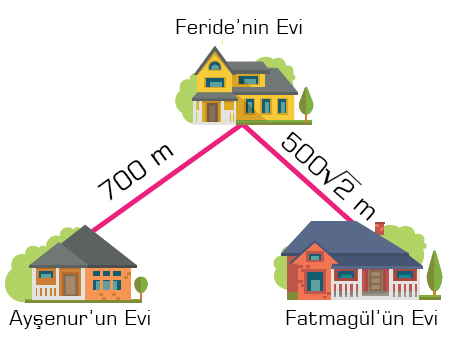 Feride'nin Evi
700 m
500√2 m
Ayşenur'un Evi
Fatmagül'ün Evi